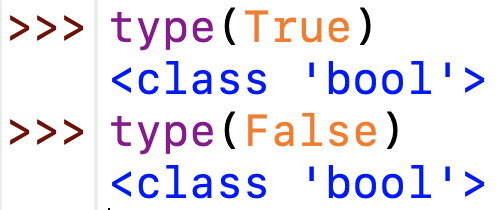 >>> type(True)
<class 'bool'>
>>> type(False)
<class 'bool'>